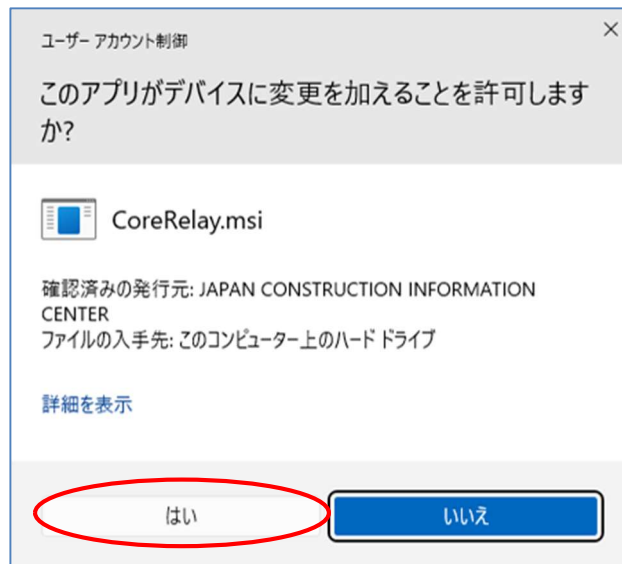 ユーザー アカウント制御
このアプリがデバイスに変更を加えることを許可します
か?
CoreRelay.msi
確認済みの発行元: JAPAN CONSTRUCTION INFORMATION
CENTER
ファイルの入手先: このコンピューター上のハード ドライブ
詳細を表示
はい
いいえ